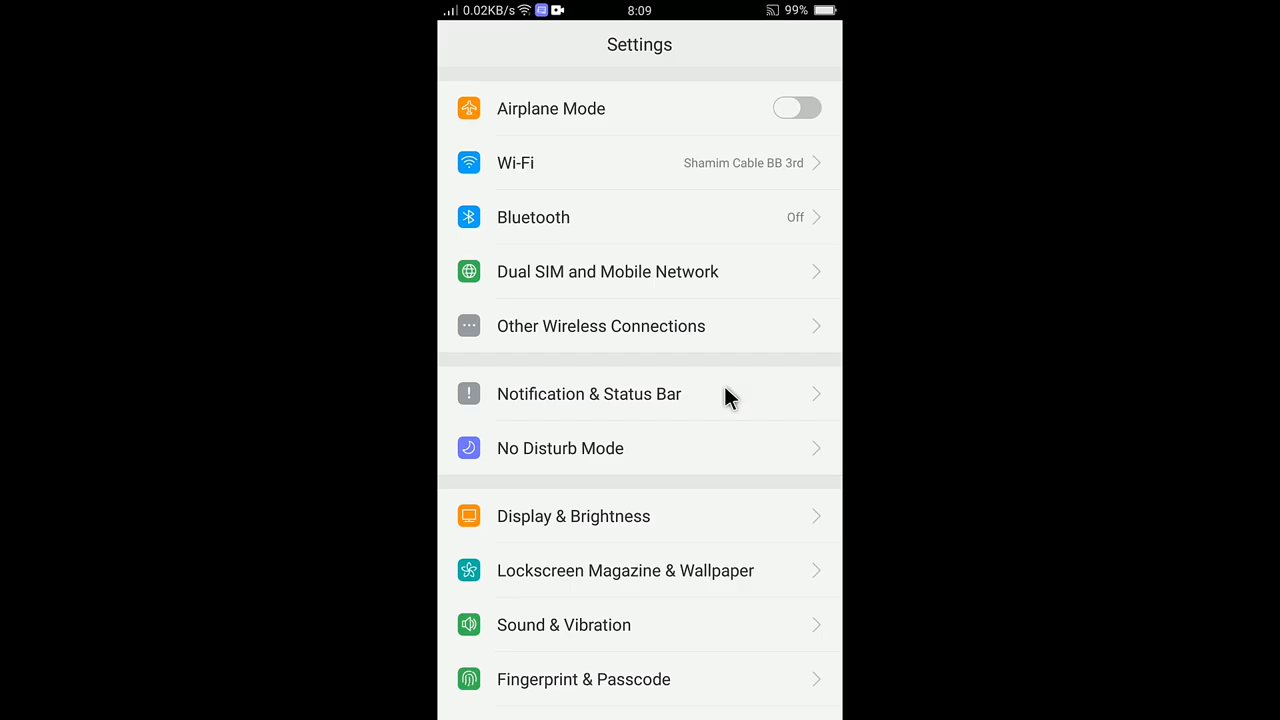 0.02KB/s
8:09
99%
Settings
Airplane Mode
Wi-Fi Shamim Cable BB 3rd
Bluetooth Off
Dual SIM and Mobile Network
Other Wireless Connections
Notification & Status Bar
No Disturb Mode
Display & Brightness
Lockscreen Magazine & Wallpaper
Sound & Vibration
Fingerprint & Passcode